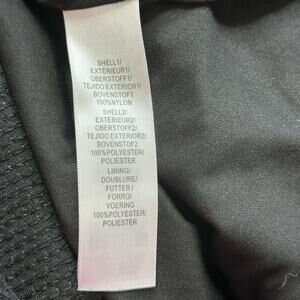 SHELL1/
EXTÉRIEUR1/
OBERSTOFF1/
TEJIDO EXTERIOR1/
BOVENSTOF1
100%NYLON
SHELL2/
EXTÉRIEUR2/
OBERSTOFF2/
TEJIDO EXTERIOR2/
BOVENSTOF2
100%POLYESTER/
POLIESTER
LINING/
DOUBLURE/
FUTTER /
FORRO/
VOERING
100%POLYESTER/
POLIESTER